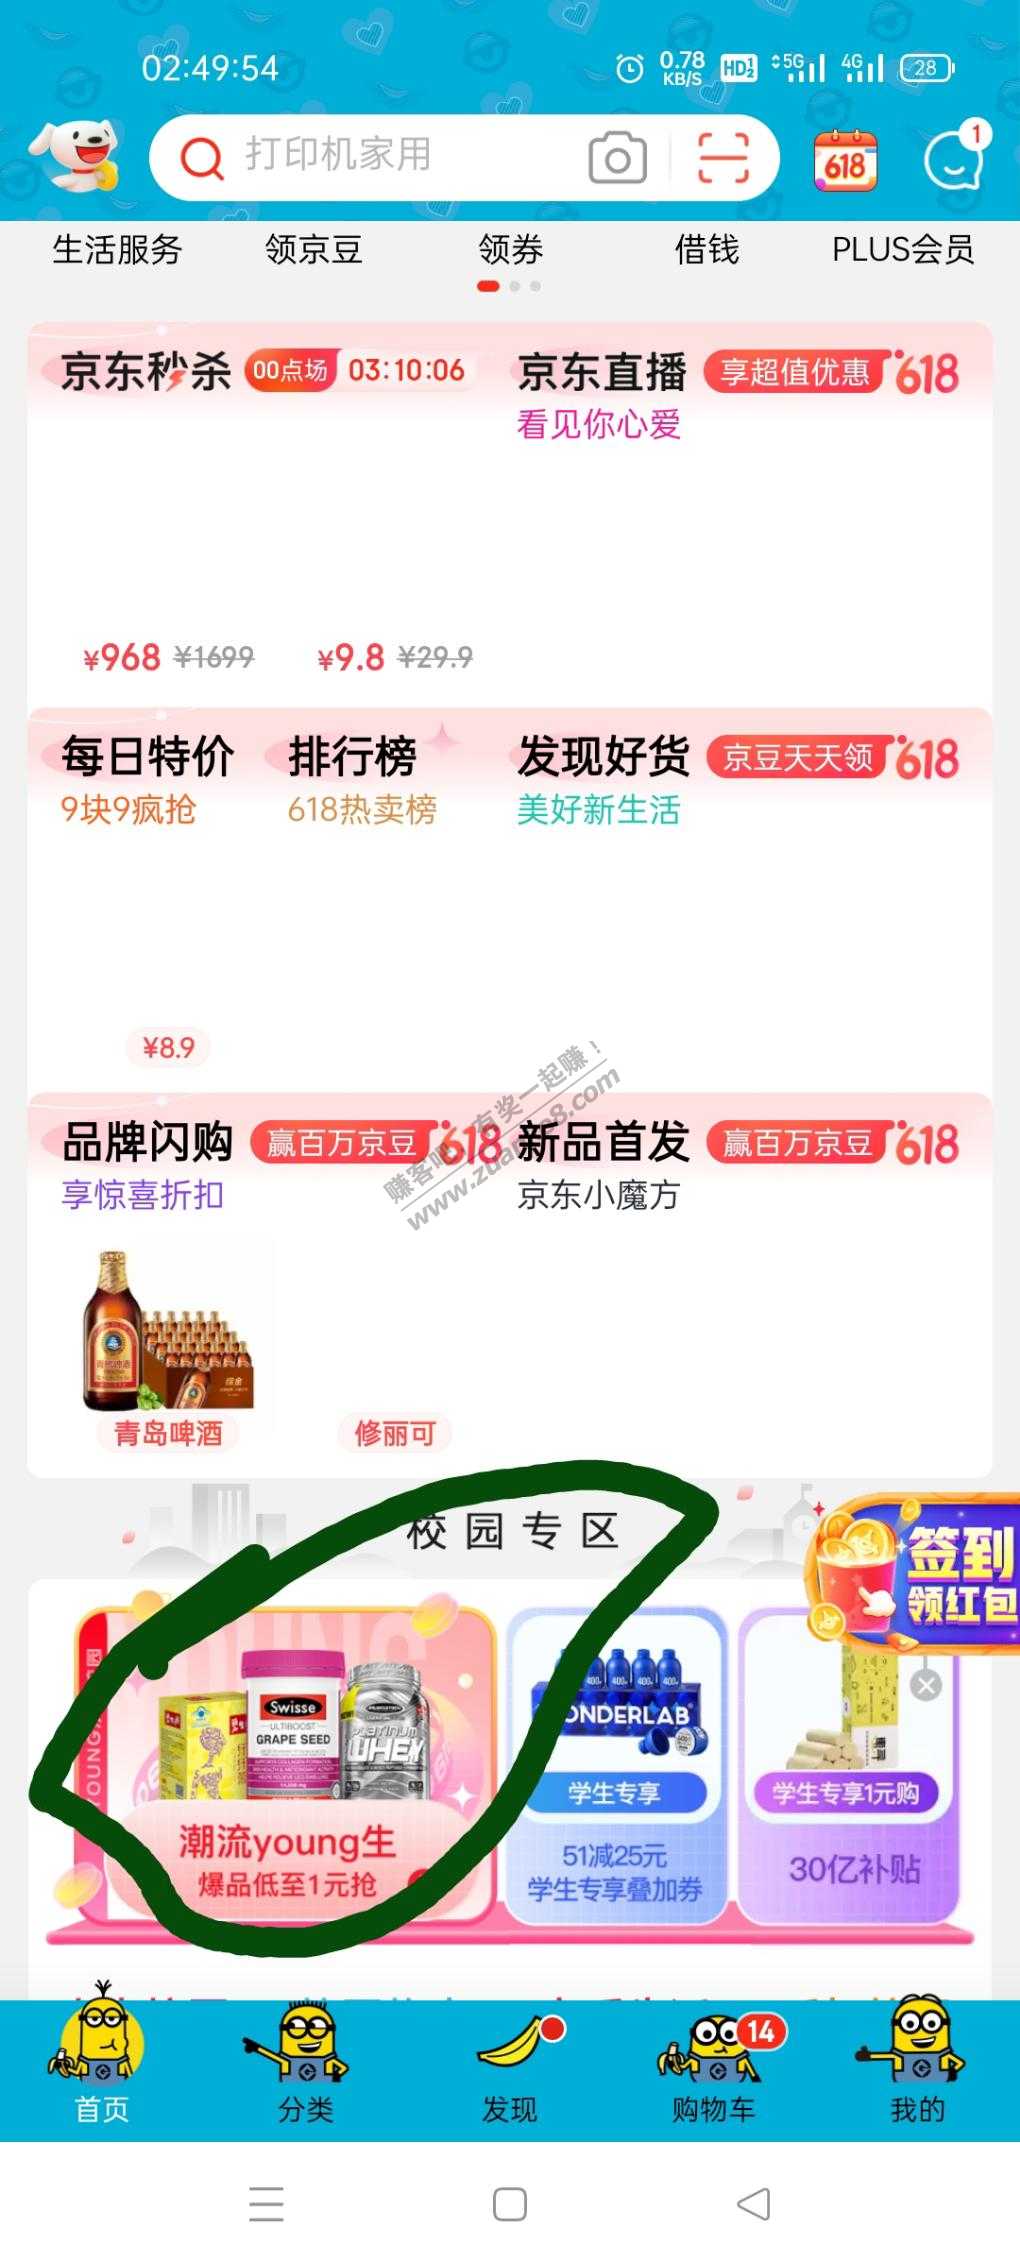 02:49:54 0.78 KB/S HD 5G 4G 28
打印机家用 618 1
生活服务 领京豆 领券 借钱 PLUS会员
京东秒杀 00点场 03:10:06 京东直播 享超值优惠 618
看见你心爱
¥968 ¥1699 ¥9.8 ¥29.9
每日特价 排行榜 发现好货 京豆天天领 618
9块9疯抢 618热卖榜 美好新生活
¥8.9
赚客吧,有奖一起赚!
www.zuanke8.com
品牌闪购 赢百万京豆 618 新品首发 赢百万京豆 618
享惊喜折扣 京东小魔方
青岛啤酒 修丽可
校园专区
签到
领红包
Swisse
ULTIBOOST
GRAPE SEED
PLATINUM
WHEY
400 400 400 400
ONDERLAB
学生专享 学生专享1元购
潮流young生
爆品低至1元抢
51减25元
学生专享叠加券
30亿补贴
14
首页 分类 发现 购物车 我的